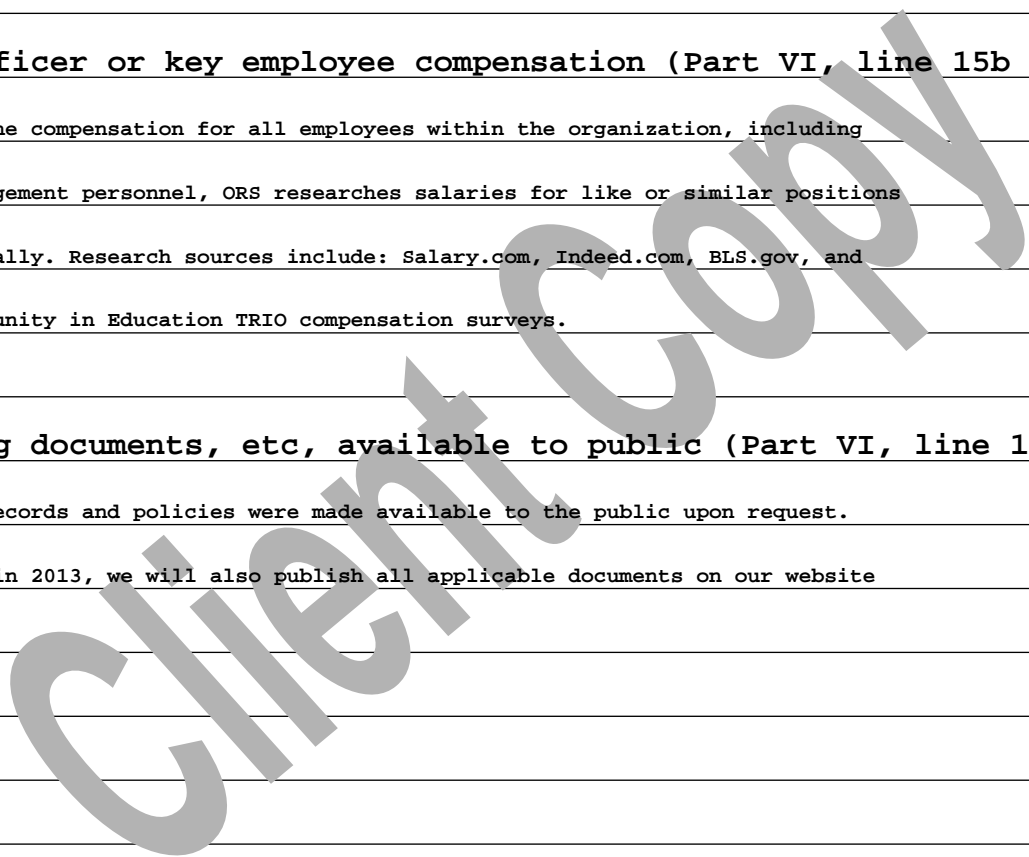 ficer or key employee compensation (Part VI, line 15b
ne compensation for all employees within the organization, including
gement personnel, ORS researches salaries for like or similar positions
ally. Research sources include: Salary.com, Indeed.com, BLS.gov, and
unity in Education TRIO compensation surveys.
g documents, etc, available to public (Part VI, line 1
ecords and policies were made available to the public upon request.
in 2013, we will also publish all applicable documents on our website
Client Copy